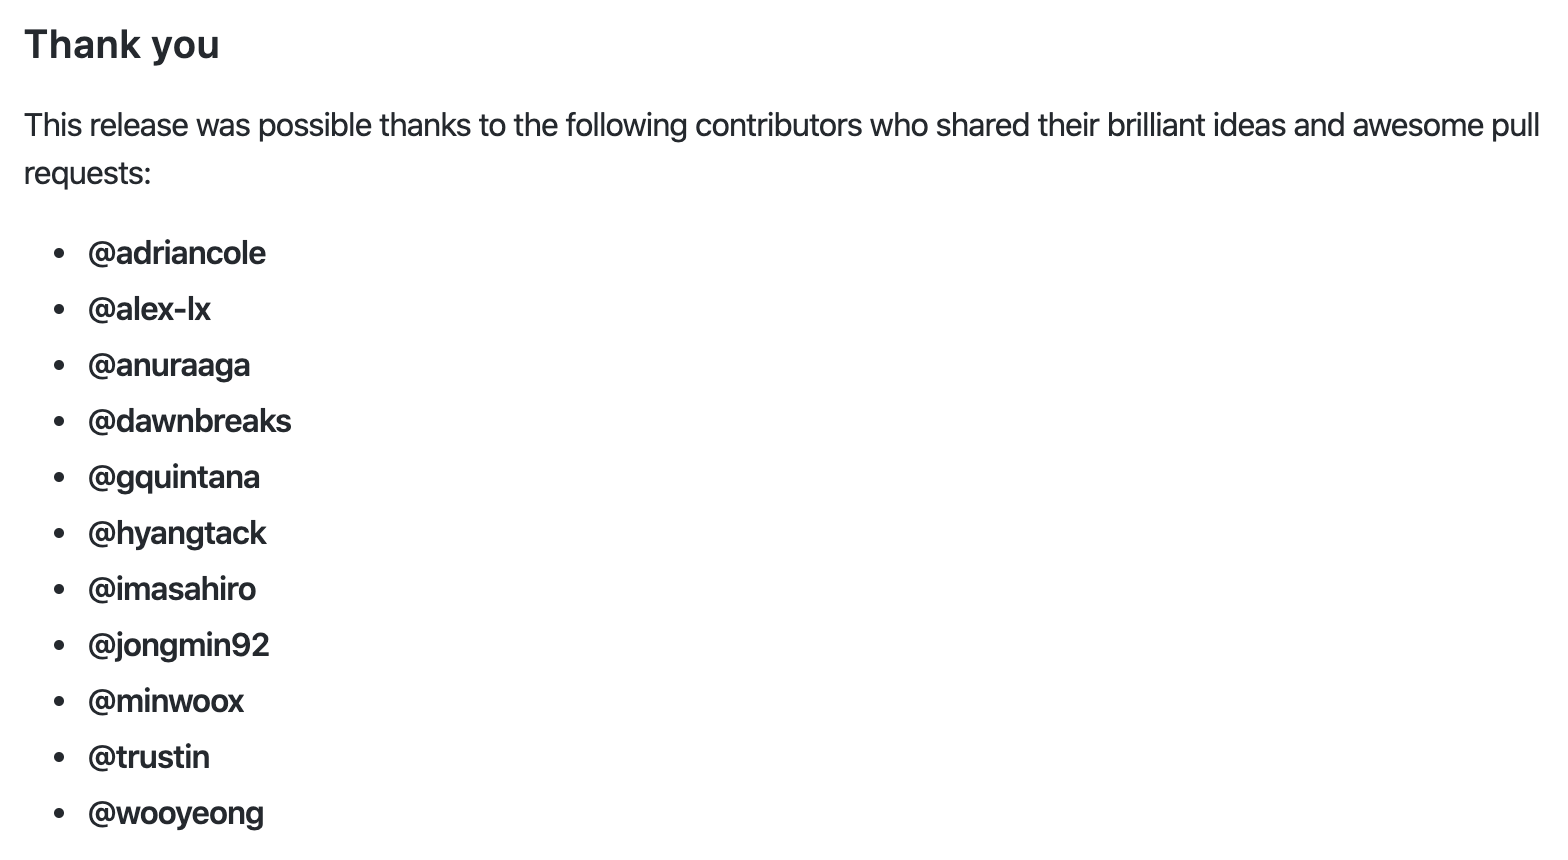 Thank you
This release was possible thanks to the following contributors who shared their brilliant ideas and awesome pull
requests:
• @adriancole
• @alex-lx
• @anuraaga
• @dawnbreaks
• @gquintana
• @hyangtack
• @imasahiro
• @jongmin92
• @minwoox
• @trustin
• @wooyeong